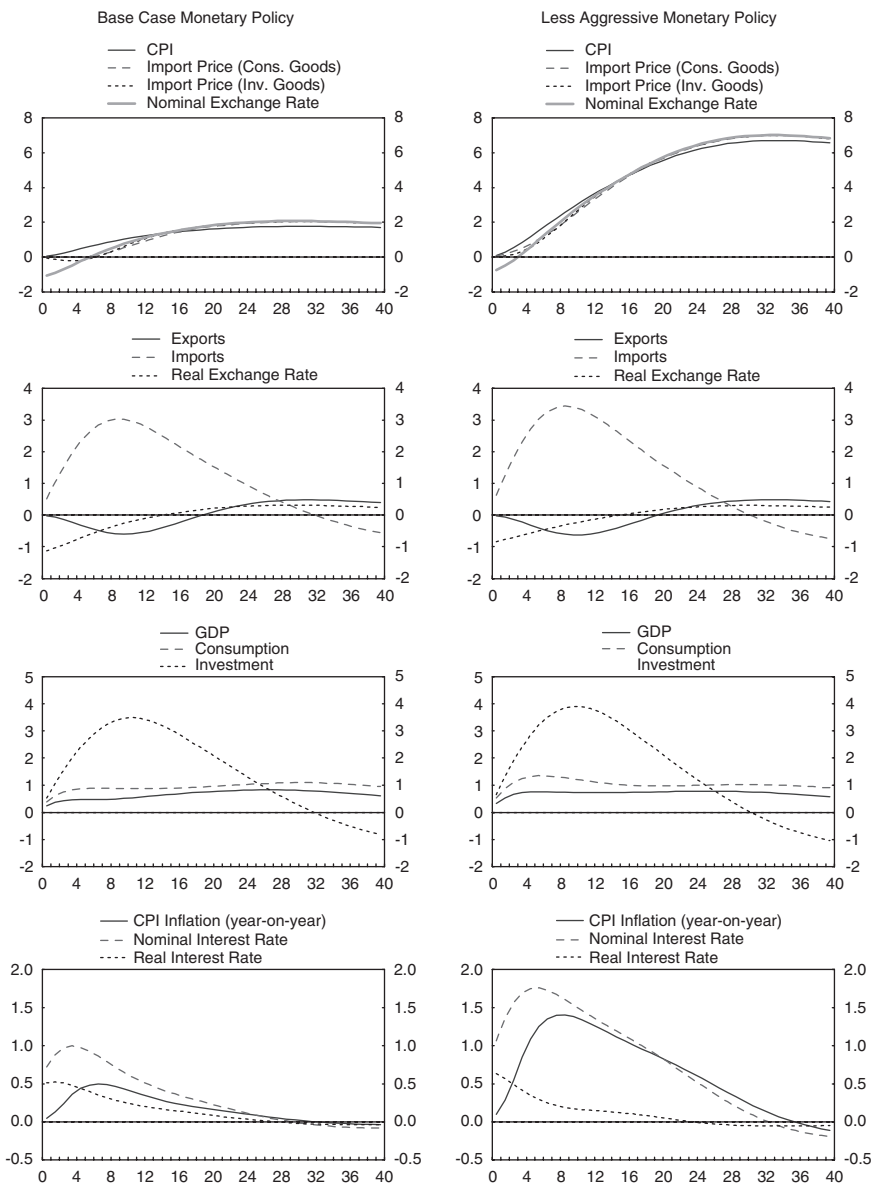 Base Case Monetary Policy
CPI
Import Price (Cons. Goods)
Import Price (Inv. Goods)
Nominal Exchange Rate
8 8
6 6
4 4
2 2
0 0
-2 -2
0 4 8 12 16 20 24 28 32 36 40
Less Aggressive Monetary Policy
CPI
Import Price (Cons. Goods)
Import Price (Inv. Goods)
Nominal Exchange Rate
8 8
6 6
4 4
2 2
0 0
-2 -2
0 4 8 12 16 20 24 28 32 36 40
Exports
Imports
Real Exchange Rate
4 4
3 3
2 2
1 1
0 0
-1 -1
-2 -2
0 4 8 12 16 20 24 28 32 36 40
Exports
Imports
Real Exchange Rate
4 4
3 3
2 2
1 1
0 0
-1 -1
-2 -2
0 4 8 12 16 20 24 28 32 36 40
GDP
Consumption
Investment
5 5
4 4
3 3
2 2
1 1
0 0
-1 -1
-2 -2
0 4 8 12 16 20 24 28 32 36 40
GDP
Consumption
Investment
5 5
4 4
3 3
2 2
1 1
0 0
-1 -1
-2 -2
0 4 8 12 16 20 24 28 32 36 40
CPI Inflation (year-on-year)
Nominal Interest Rate
Real Interest Rate
2.0 2.0
1.5 1.5
1.0 1.0
0.5 0.5
0.0 0.0
-0.5 -0.5
0 4 8 12 16 20 24 28 32 36 40
CPI Inflation (year-on-year)
Nominal Interest Rate
Real Interest Rate
2.0 2.0
1.5 1.5
1.0 1.0
0.5 0.5
0.0 0.0
-0.5 -0.5
0 4 8 12 16 20 24 28 32 36 40